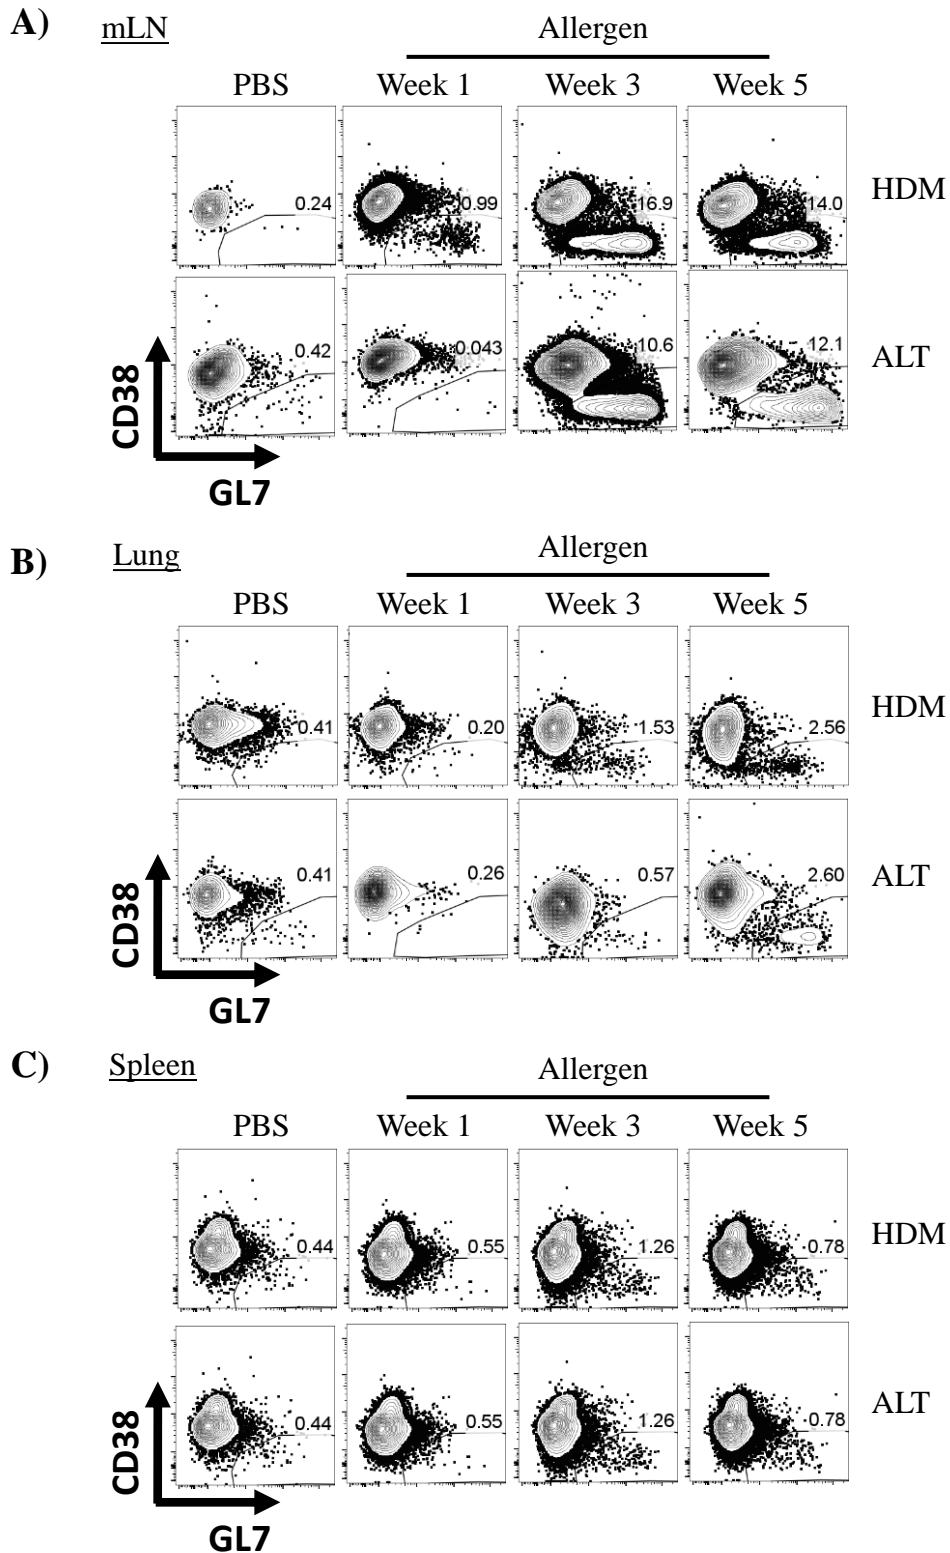 A) mLN
Allergen
PBS Week 1 Week 3 Week 5
0.24 0.99 16.9 14.0 HDM
0.42 0.043 10.6 12.1 ALT
CD38
GL7
B) Lung
Allergen
PBS Week 1 Week 3 Week 5
0.41 0.20 1.53 2.56 HDM
0.41 0.26 0.57 2.60 ALT
CD38
GL7
C) Spleen
Allergen
PBS Week 1 Week 3 Week 5
0.44 0.55 1.26 0.78 HDM
0.44 0.55 1.26 0.78 ALT
CD38
GL7